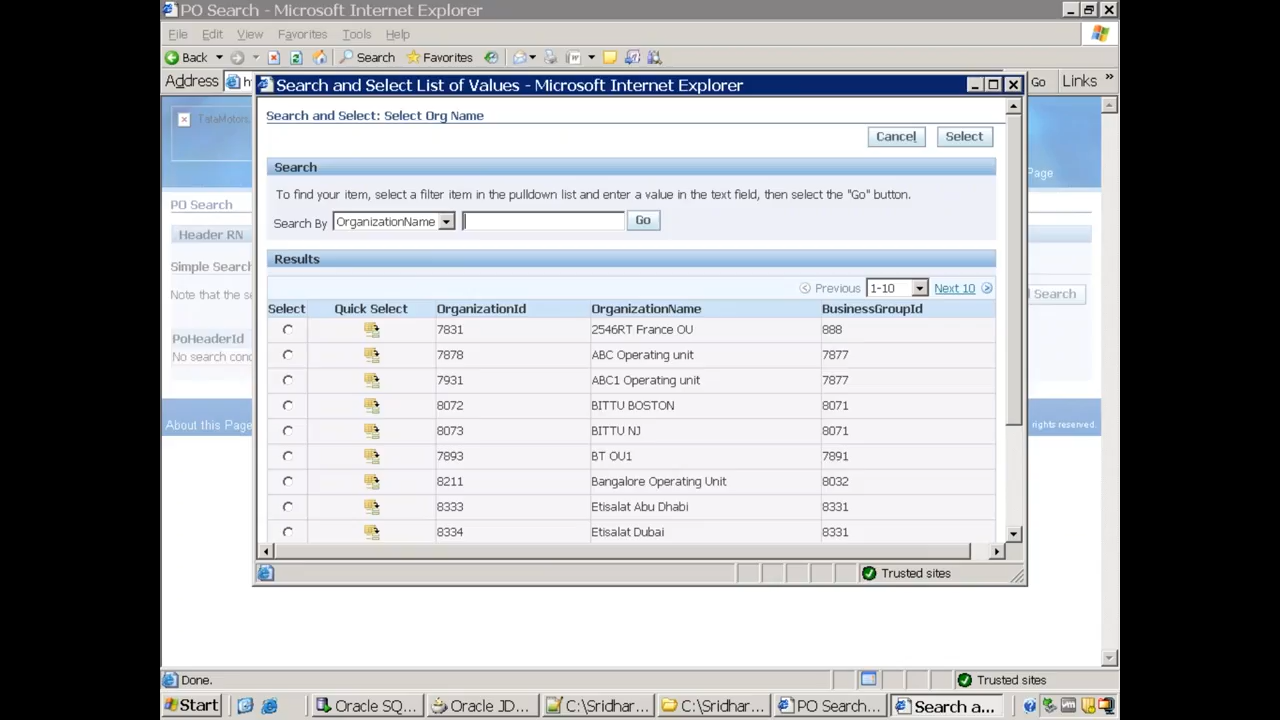 PO Search - Microsoft Internet Explorer
File Edit View Favorites Tools Help
Back Search Favorites
Address Go Links »
Search and Select List of Values - Microsoft Internet Explorer
Search and Select: Select Org Name
Cancel Select
Search
To find your item, select a filter item in the pulldown list and enter a value in the text field, then select the "Go" button.
Search By OrganizationName Go
Results
Previous 1-10 Next 10
Select Quick Select OrganizationId OrganizationName BusinessGroupId
7831 2546RT France OU 888
7878 ABC Operating unit 7877
7931 ABC1 Operating unit 7877
8072 BITTU BOSTON 8071
8073 BITTU NJ 8071
7893 BT OU1 7891
8211 Bangalore Operating Unit 8032
8333 Etisalat Abu Dhabi 8331
8334 Etisalat Dubai 8331
Trusted sites
TataMotors
Page
PO Search
Header RN
Simple Search
Note that the se
Search
PoHeaderId
No search cond
About this Page
rights reserved.
Done. Trusted sites
Start Oracle SQ... Oracle JD... C:\Sridhar... C:\Sridhar... PO Search... Search a...